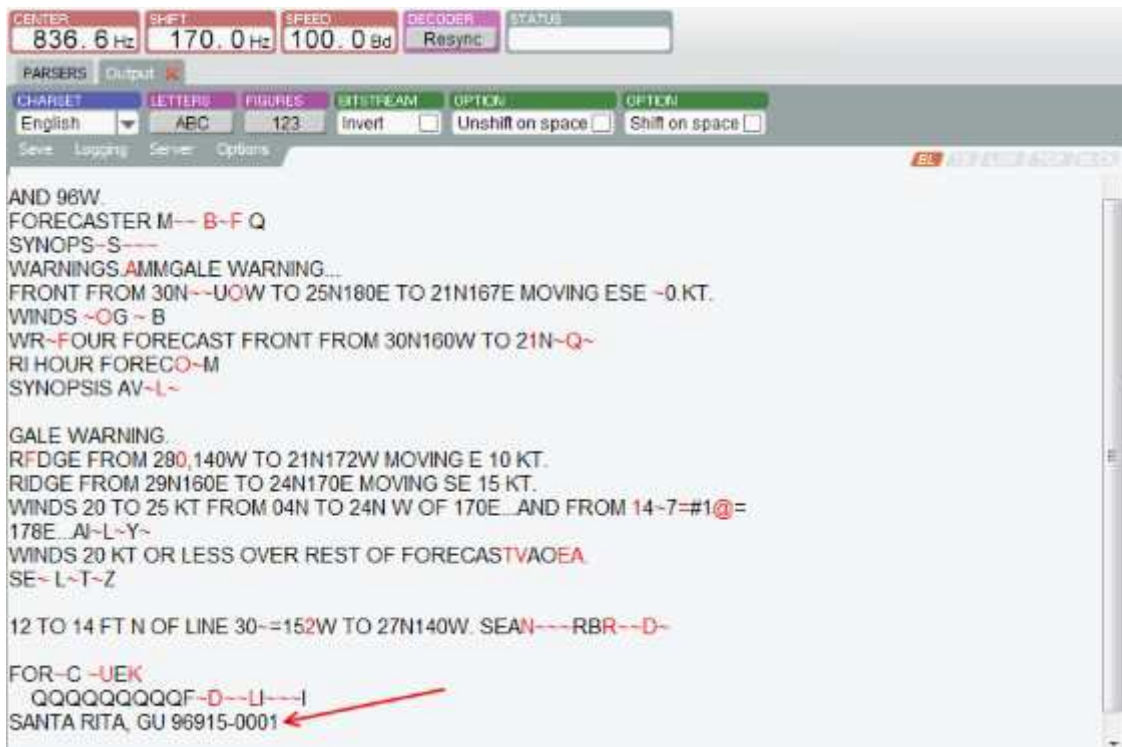 CENTER SHIFT SPEED DECODER STATUS
836.6 Hz 170.0 Hz 100.0 Bd Resync
PARSERS Output
CHARSET LETTERS FIGURES BITSTREAM OPTION OPTION
English ABC 123 Invert Unshift on space Shift on space
Save Logging Server Options
AND 96W.
FORECASTER M~~ B~F Q
SYNOPS~S~~~
WARNINGS.AMMGALE WARNING...
FRONT FROM 30N~~UOW TO 25N180E TO 21N167E MOVING ESE ~0 KT.
WINDS ~OG ~ B
WR~FOUR FORECAST FRONT FROM 30N160W TO 21N~Q~
RI HOUR FORECO~M
SYNOPSIS AV~L~
GALE WARNING.
RFDGE FROM 280,140W TO 21N172W MOVING E 10 KT.
RIDGE FROM 29N160E TO 24N170E MOVING SE 15 KT.
WINDS 20 TO 25 KT FROM 04N TO 24N W OF 170E...AND FROM 14~7=#1@=
178E...AI~L~Y~
WINDS 20 KT OR LESS OVER REST OF FORECASTVAOEA.
SE~ L~T~Z
12 TO 14 FT N OF LINE 30~=152W TO 27N140W. SEAN~~~RBR~~D~
FOR~C ~UEK
QQQQQQQQQF~D~~LI~~~I
SANTA RITA, GU 96915-0001